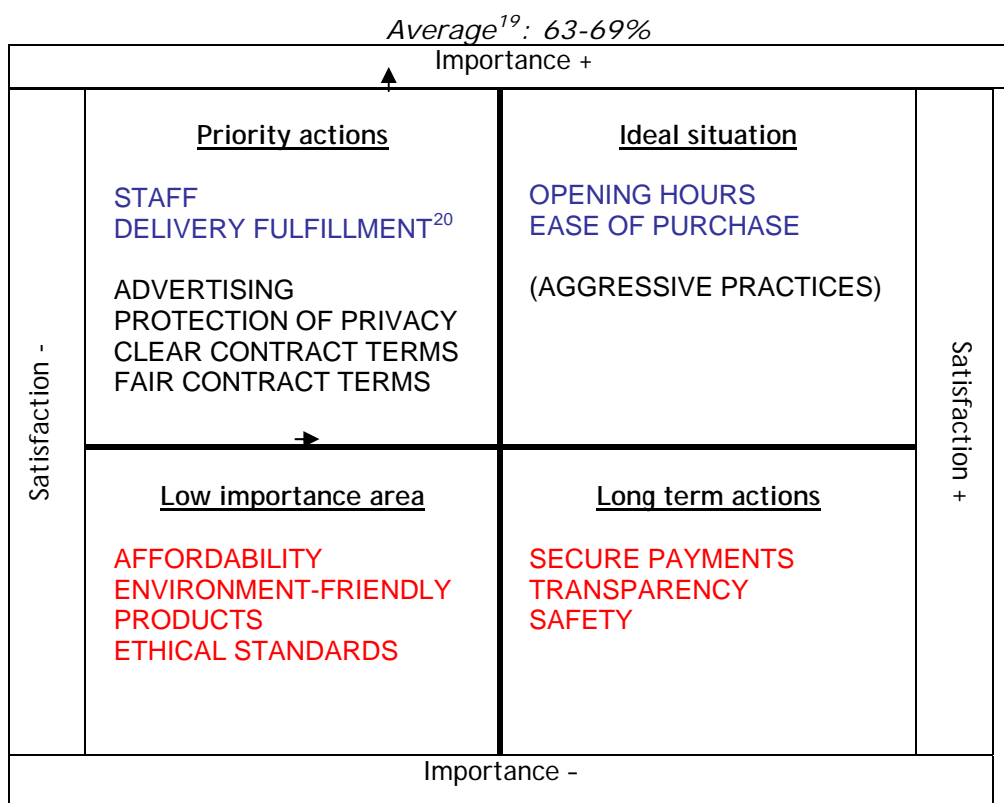 Average19: 63-69%
Importance +
Priority actions
STAFF
DELIVERY FULFILLMENT20
ADVERTISING
PROTECTION OF PRIVACY
CLEAR CONTRACT TERMS
FAIR CONTRACT TERMS
Ideal situation
OPENING HOURS
EASE OF PURCHASE
(AGGRESSIVE PRACTICES)
Satisfaction -
Satisfaction +
Low importance area
AFFORDABILITY
ENVIRONMENT-FRIENDLY
PRODUCTS
ETHICAL STANDARDS
Long term actions
SECURE PAYMENTS
TRANSPARENCY
SAFETY
Importance –